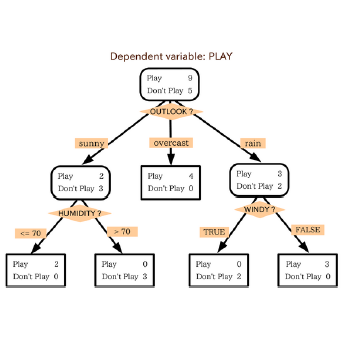 Dependent variable: PLAY
Play 9
Don't Play 5
OUTLOOK ?
sunny
overcast
rain
Play 2
Don't Play 3
Play 4
Don't Play 0
Play 3
Don't Play 2
HUMIDITY ?
WINDY ?
<= 70
> 70
TRUE
FALSE
Play 2
Don't Play 0
Play 0
Don't Play 3
Play 0
Don't Play 2
Play 3
Don't Play 0